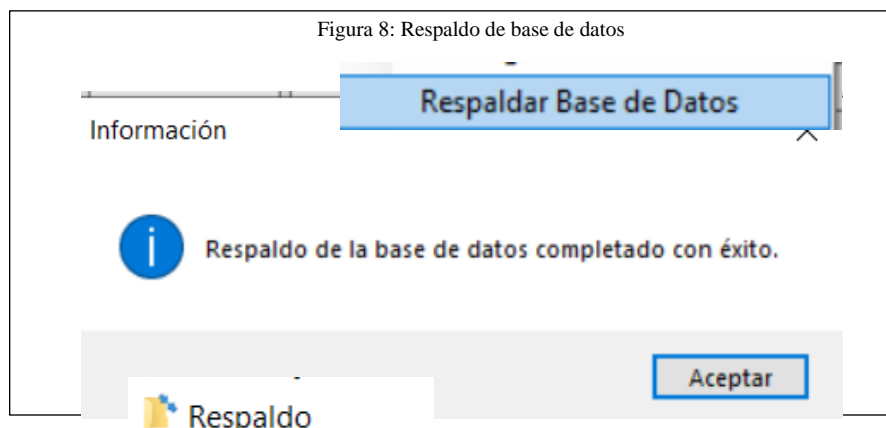 Figura 8: Respaldo de base de datos
Respaldar Base de Datos
Información
Respaldo de la base de datos completado con éxito.
Aceptar
Respaldo